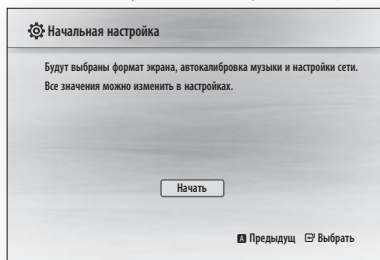 Начальная настройка
Будут выбраны формат экрана, автокалибровка музыки и настройки сети.
Все значения можно изменить в настройках.
Начать
A Предыдущ Выбрать